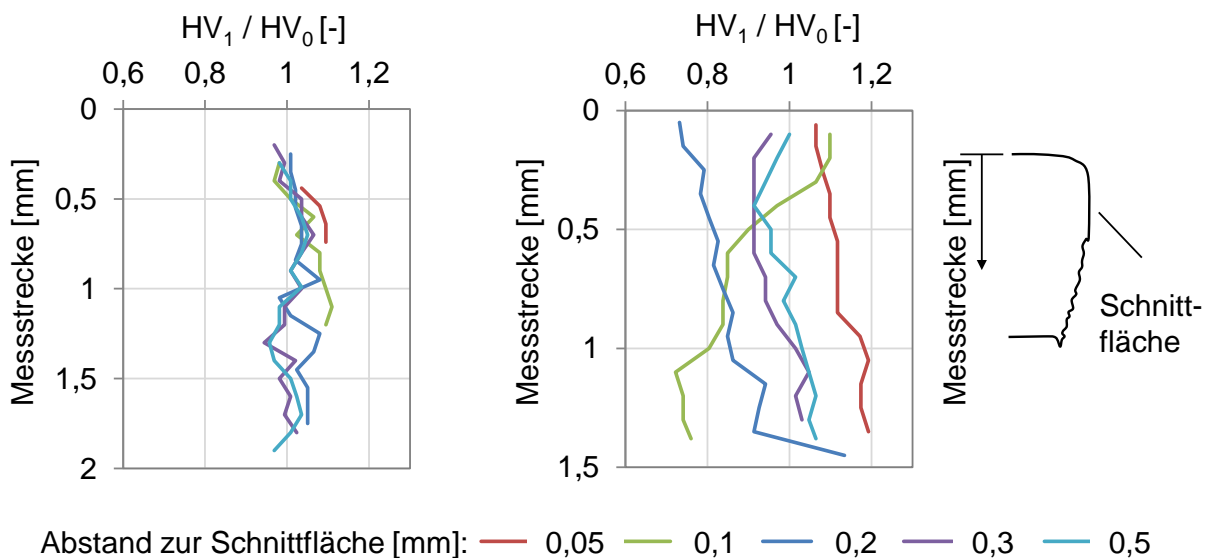 HV1 / HV0 [-]
0,6 0,8 1 1,2
0
0,5
1
1,5
2
Messstrecke [mm]
HV1 / HV0 [-]
0,6 0,8 1 1,2
0
0,5
1
1,5
Messstrecke [mm]
Messstrecke [mm]
Schnitt-
fläche
Abstand zur Schnittfläche [mm]: 0,05 0,1 0,2 0,3 0,5